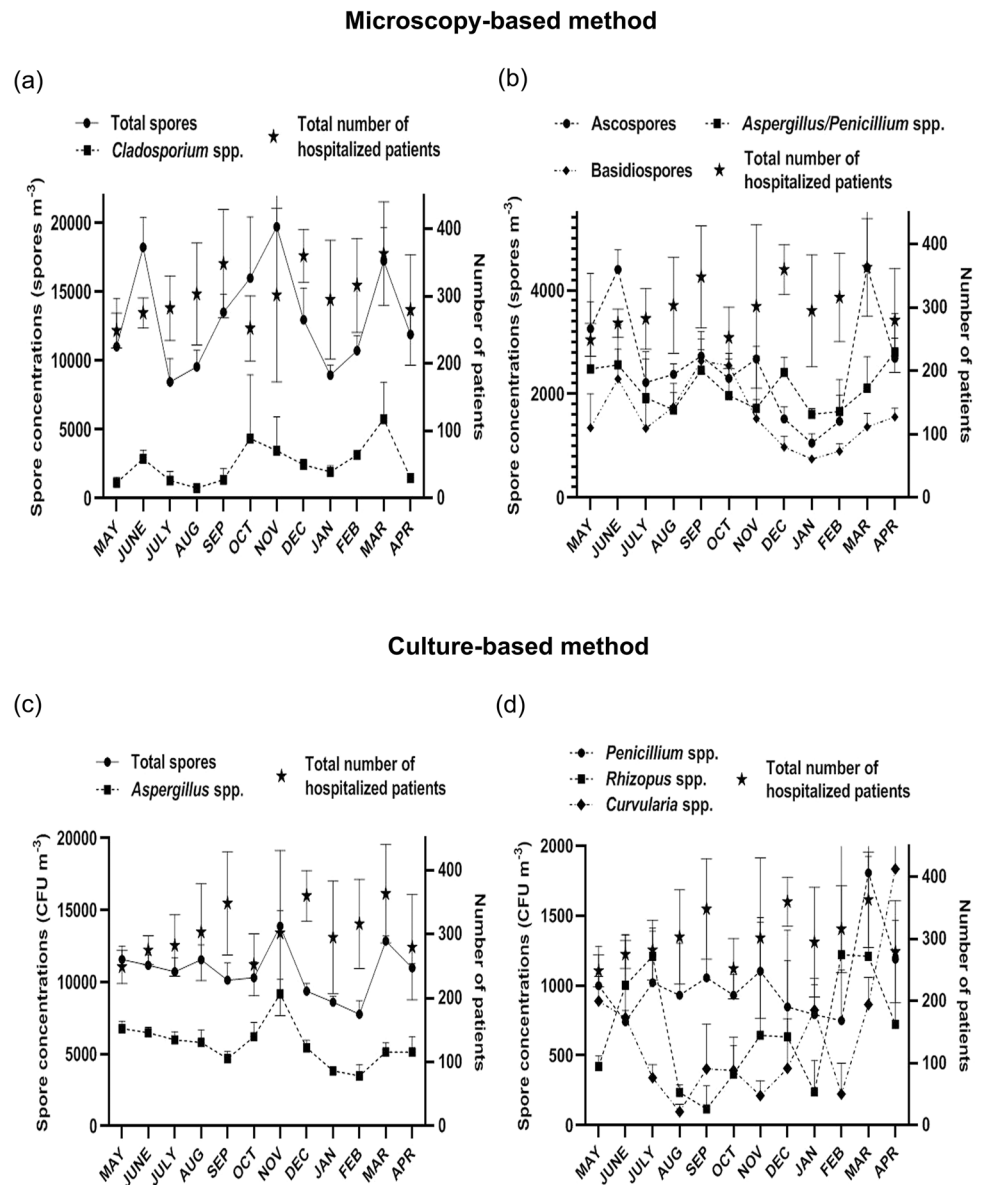 Microscopy-based method
(a)
(b)
Total spores
Cladosporium spp.
Total number of
hospitalized patients
Ascospores
Aspergillus/Penicillium spp.
Basidiospores
Total number of
hospitalized patients
Spore concentrations (spores m-3)
20000
15000
10000
5000
0
400
300
200
100
0
Number of patients
MAY
JUNE
JULY
AUG
SEP
OCT
NOV
DEC
JAN
FEB
MAR
APR
Spore concentrations (spores m-3)
4000
2000
0
400
300
200
100
0
Number of patients
MAY
JUNE
JULY
AUG
SEP
OCT
NOV
DEC
JAN
FEB
MAR
APR
Culture-based method
(c)
(d)
Total spores
Aspergillus spp.
Total number of
hospitalized patients
Penicillium spp.
Rhizopus spp.
Curvularia spp.
Total number of
hospitalized patients
Spore concentrations (CFU m-3)
20000
15000
10000
5000
0
400
300
200
100
0
Number of patients
MAY
JUNE
JULY
AUG
SEP
OCT
NOV
DEC
JAN
FEB
MAR
APR
Spore concentrations (CFU m-3)
2000
1500
1000
500
0
400
300
200
100
0
Number of patients
MAY
JUNE
JULY
AUG
SEP
OCT
NOV
DEC
JAN
FEB
MAR
APR